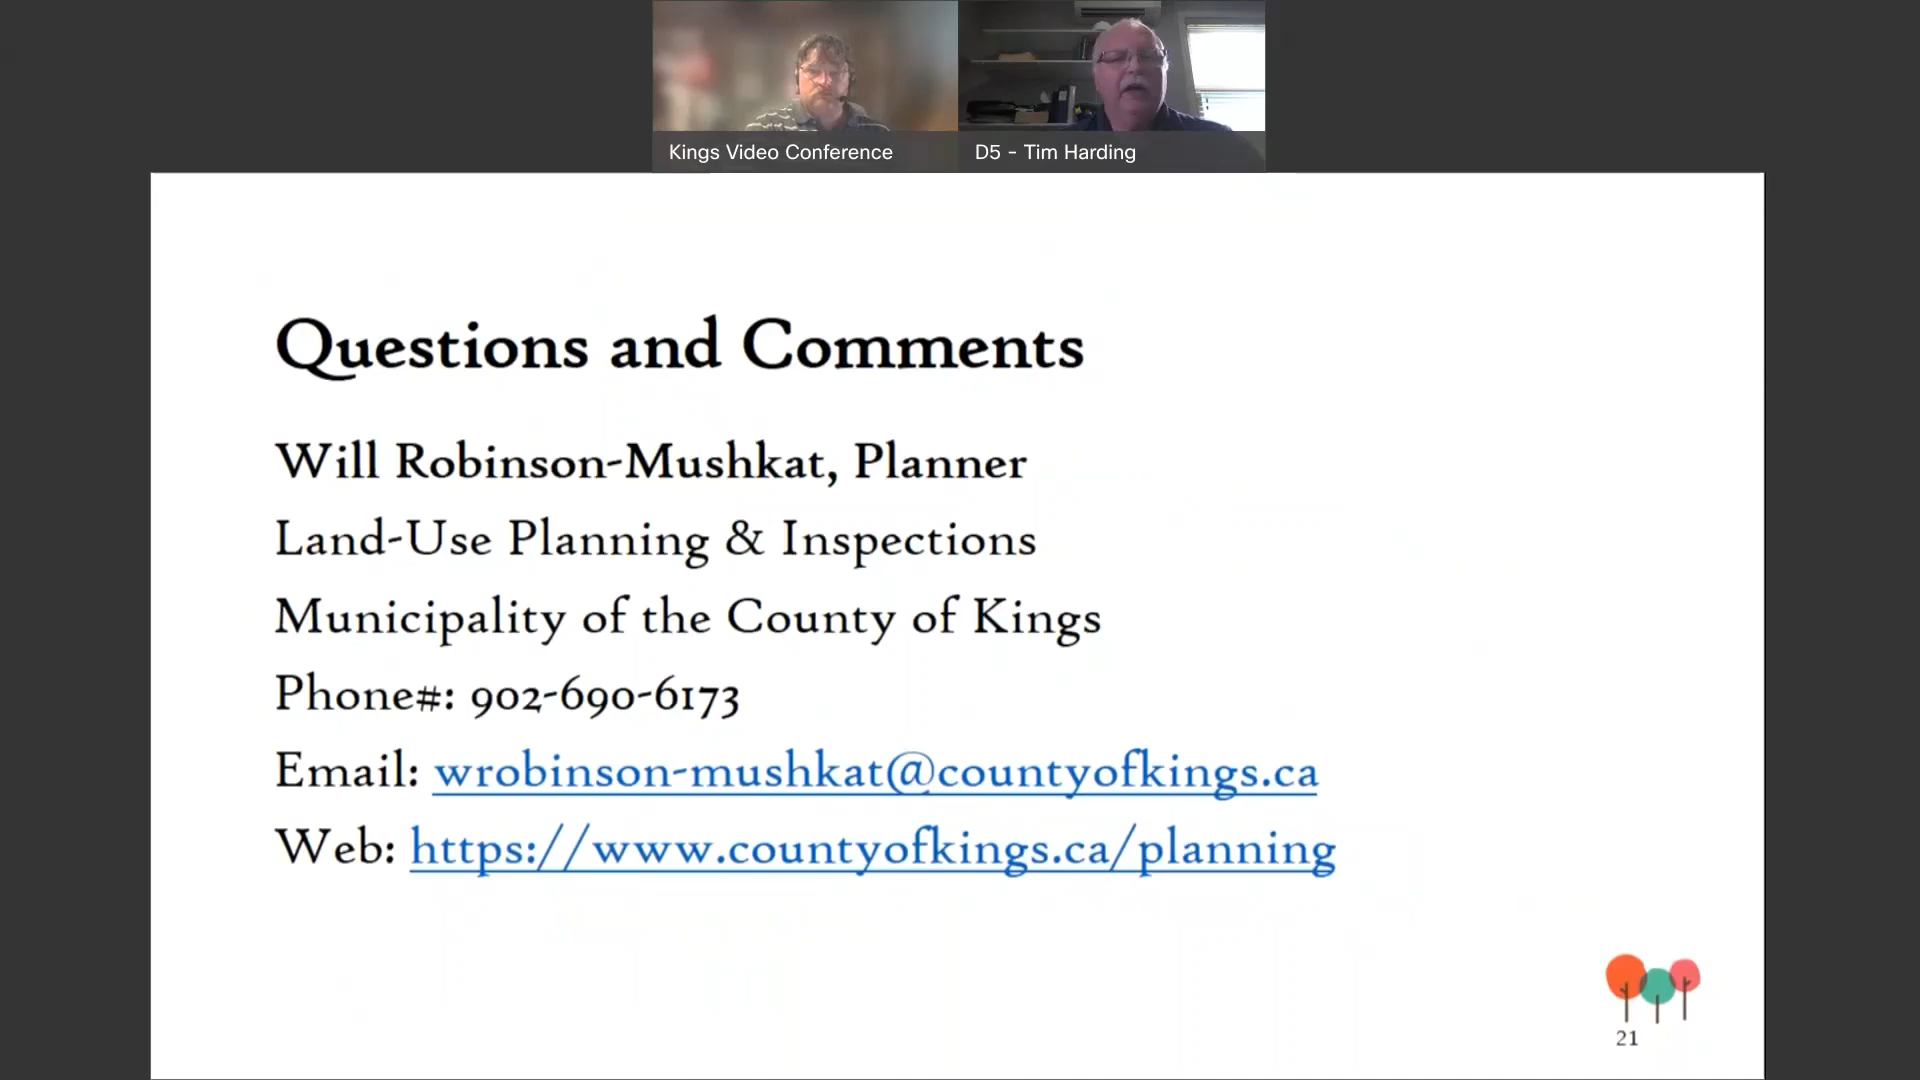 Kings Video Conference
D5 - Tim Harding
Questions and Comments
Will Robinson-Mushkat, Planner
Land-Use Planning & Inspections
Municipality of the County of Kings
Phone#: 902-690-6173
Email: wrobinson-mushkat@countyofkings.ca
Web: https://www.countyofkings.ca/planning
21